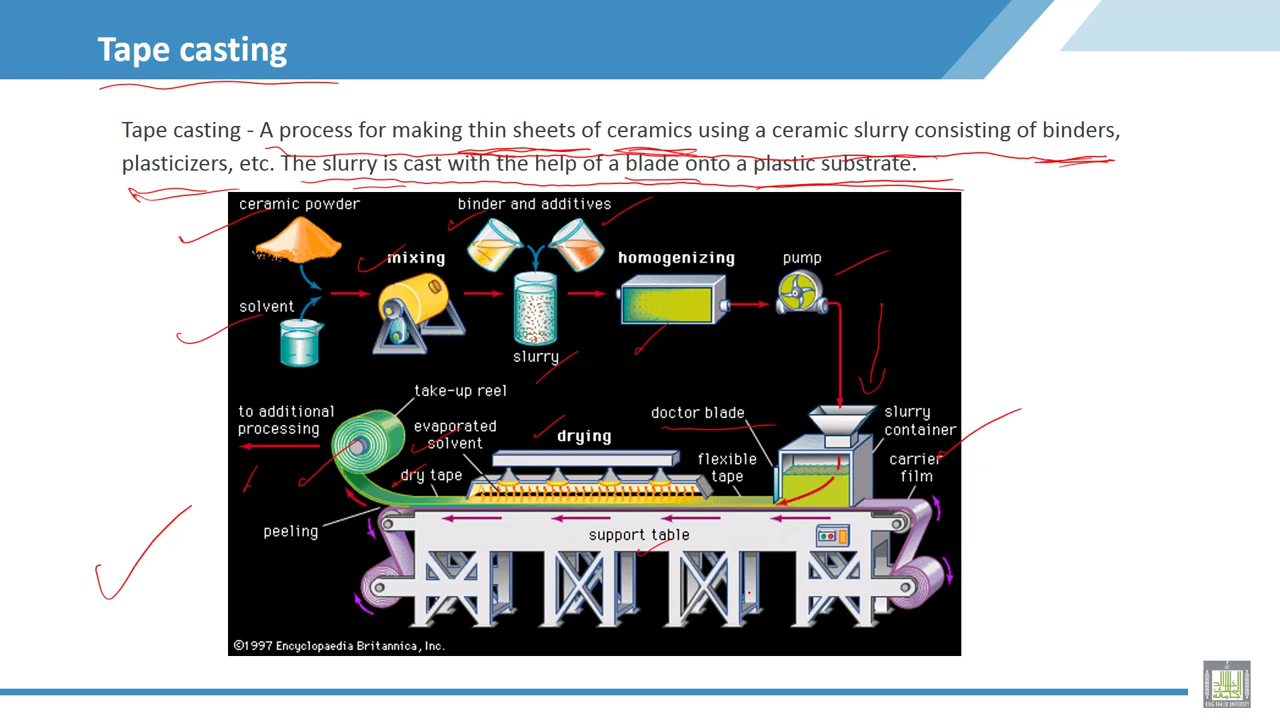 Tape casting
Tape casting - A process for making thin sheets of ceramics using a ceramic slurry consisting of binders,
plasticizers, etc. The slurry is cast with the help of a blade onto a plastic substrate.
ceramic powder
binder and additives
mixing
homogenizing
pump
solvent
slurry
take-up reel
to additional
processing
evaporated
solvent
drying
doctor blade
slurry
container
dry tape
flexible
tape
carrier
film
peeling
support table
©1997 Encyclopaedia Britannica, Inc.
KING KHALID UNIVERSITY